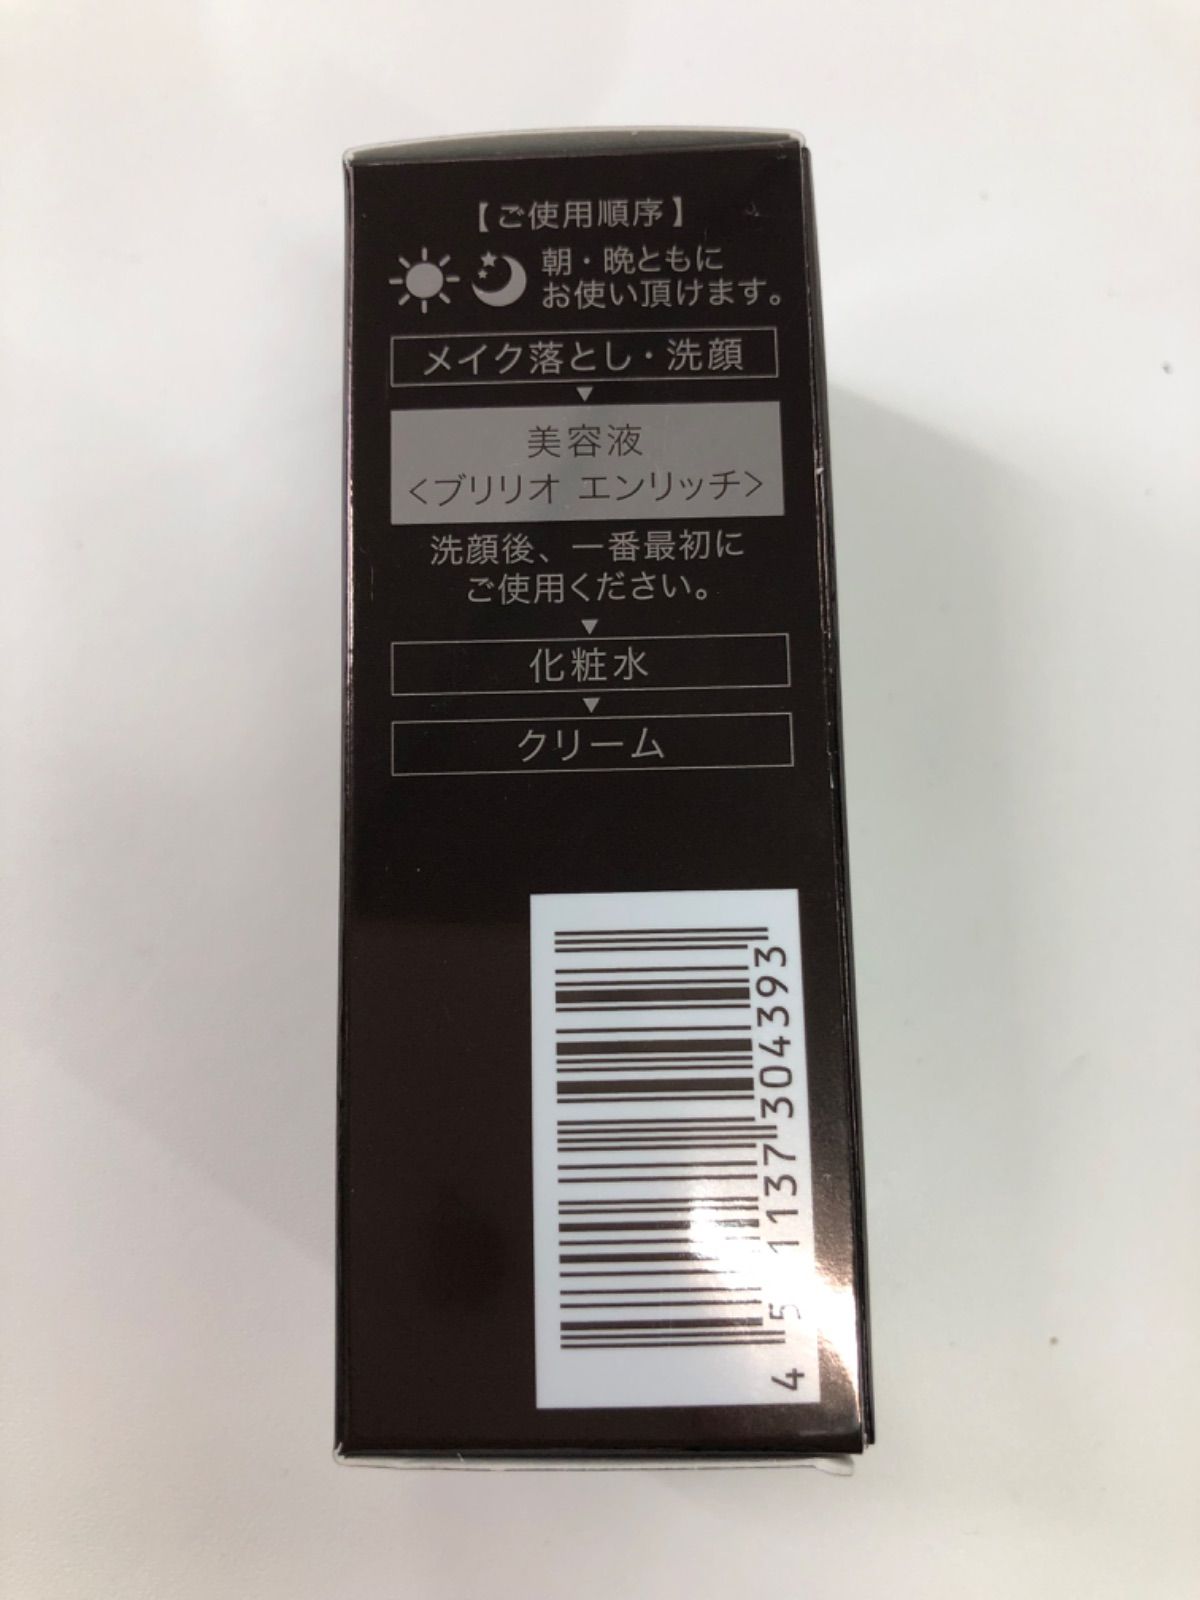 【ご使用順序】
朝・晩ともに
お使い頂けます。
メイク落とし・洗顔
▼
美容液
＜ブリリオ エンリッチ＞
洗顔後、一番最初に
ご使用ください。
▼
化粧水
▼
クリーム
4 511373 04393